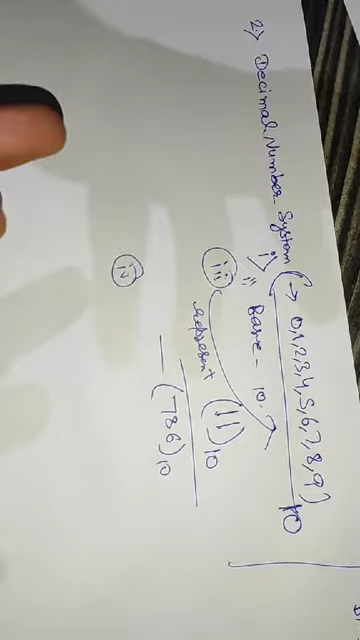 2.> Decimal Number System
i> (→ 0,1,2,3,4,5,6,7,8,9) 10
ii Base - 10.
iii represent (11)10
iv — (786)10